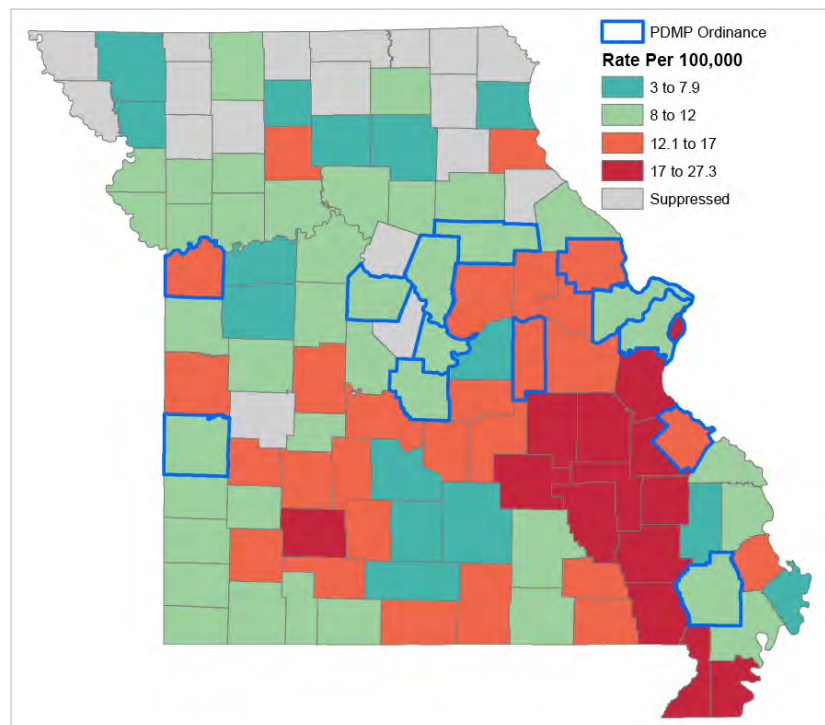 PDMP Ordinance
Rate Per 100,000
3 to 7.9
8 to 12
12.1 to 17
17 to 27.3
Suppressed